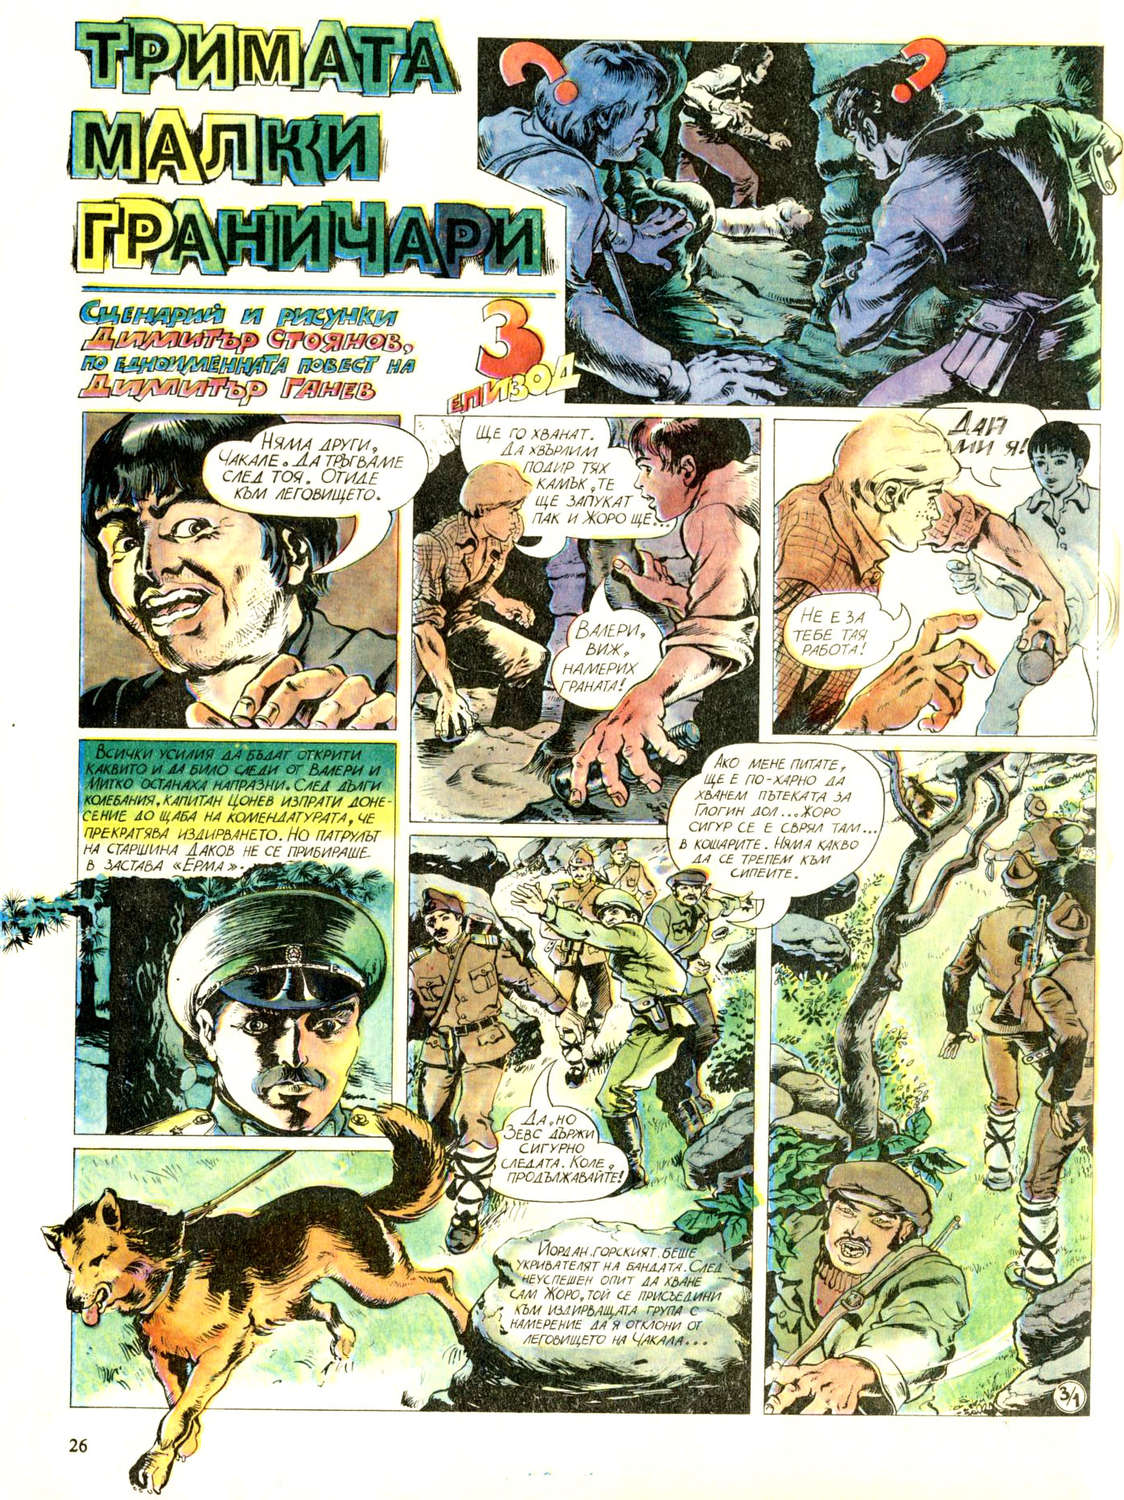 ТРИМАТА
МАЛКИ
ГРАНИЧАРИ
СЦЕНАРИЙ И РИСУНКИ
ДИМИТЪР СТОЯНОВ,
ПО ЕДНОИМЕННАТА ПОВЕСТ НА
ДИМИТЪР ГАНЕВ
3
ЕПИЗОД
?
?
НЯМА ДРУГИ,
ЧАКАЛЕ. ДА ТРЪГВАМЕ
СЛЕД ТОЯ. ОТИДЕ
КЪМ ЛЕГОВИЩЕТО.
ЩЕ ГО ХВАНАТ.
ДА ХВЪРЛИМ
ПОДИР ТЯХ
КАМЪК, ТЕ
ЩЕ ЗАПУКАТ
ПАК И ЖОРО ЩЕ...
ВАЛЕРИ,
ВИЖ,
НАМЕРИХ
ГРАНАТА!
ДАЙ
МИ Я!
НЕ Е ЗА
ТЕБЕ ТАЯ
РАБОТА!
ВСИЧКИ УСИЛИЯ ДА БЪДАТ ОТКРИТИ
КАКВИТО И ДА БИЛО СЛЕДИ ОТ ВАЛЕРИ И
МИТКО ОСТАНАХА НАПРАЗНИ. СЛЕД ДЪЛГИ
КОЛЕБАНИЯ, КАПИТАН ЦОНЕВ ИЗПРАТИ ДОНЕ-
СЕНИЕ ДО ЩАБА НА КОМЕНДАТУРАТА, ЧЕ
ПРЕКРАТЯВА ИЗДИРВАНЕТО. НО ПАТРУЛЪТ
НА СТАРШИНА ДАКОВ НЕ СЕ ПРИБИРАШЕ
В ЗАСТАВА «ЕРМА».
АКО МЕНЕ ПИТАТЕ,
ЩЕ Е ПО-ХАРНО ДА
ХВАНЕМ ПЪТЕКАТА ЗА
ГЛОГИН ДОЛ... ЖОРО
СИГУР СЕ Е СВРЯЛ ТАМ...
В КОШАРИТЕ. НЯМА КАКВО
ДА СЕ ТРЕПЕМ КЪМ
СИПЕИТЕ.
ДА, НО
ЗЕВС ДЪРЖИ
СИГУРНО
СЛЕДАТА. КОЛЕ,
ПРОДЪЛЖАВАЙТЕ!
ЙОРДАН ГОРСКИЯТ БЕШЕ
УКРИВАТЕЛЯТ НА БАНДАТА. СЛЕД
НЕУСПЕШЕН ОПИТ ДА ХВАНЕ
САМ ЖОРО, ТОЙ СЕ ПРИСЪЕДИНИ
КЪМ ИЗДИРВАЩАТА ГРУПА С
НАМЕРЕНИЕ ДА Я ОТКЛОНИ ОТ
ЛЕГОВИЩЕТО НА ЧАКАЛА...
3/1
26